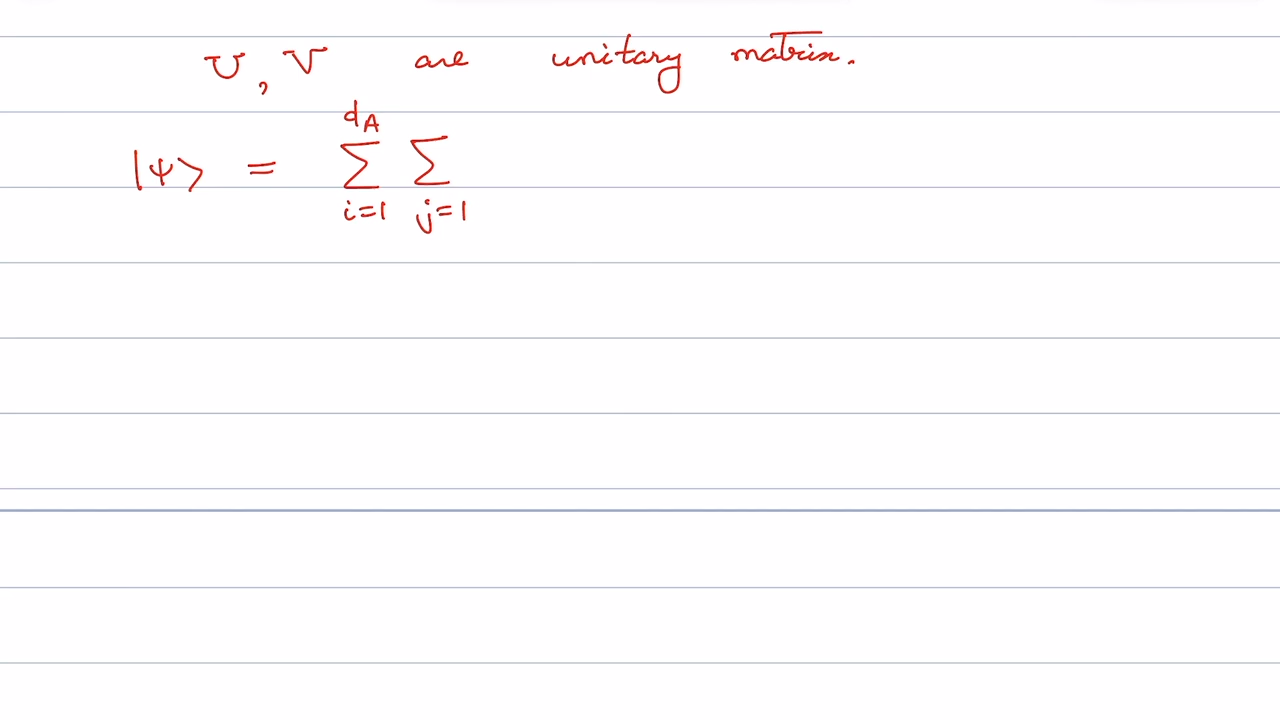 U, V are unitary matrix.
|ψ> = ∑_{i=1}^{d_A} ∑_{j=1}